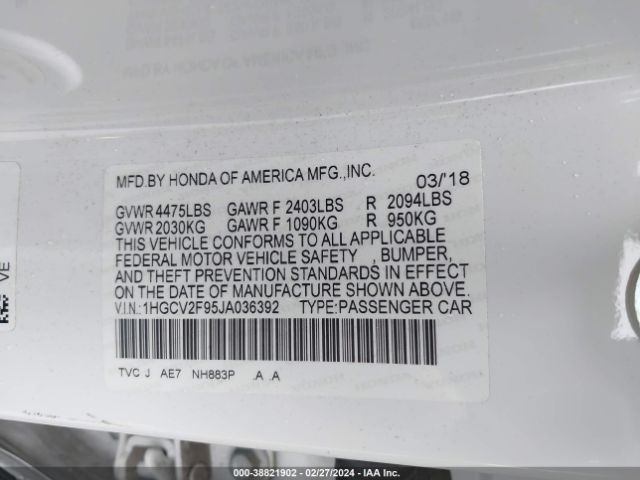 MFD.BY HONDA OF AMERICA MFG.,INC. 03/'18
GVWR 4475LBS GAWR F 2403LBS R 2094LBS
GVWR 2030KG GAWR F 1090KG R 950KG
THIS VEHICLE CONFORMS TO ALL APPLICABLE
FEDERAL MOTOR VEHICLE SAFETY , BUMPER,
AND THEFT PREVENTION STANDARDS IN EFFECT
ON THE DATE OF MANUFACTURE SHOWN ABOVE.
V.I.N.:1HGCV2F95JA036392 TYPE:PASSENGER CAR
TVC J AE7 NH883P .A .A
VE
000-38821902 - 02/27/2024 - IAA Inc.